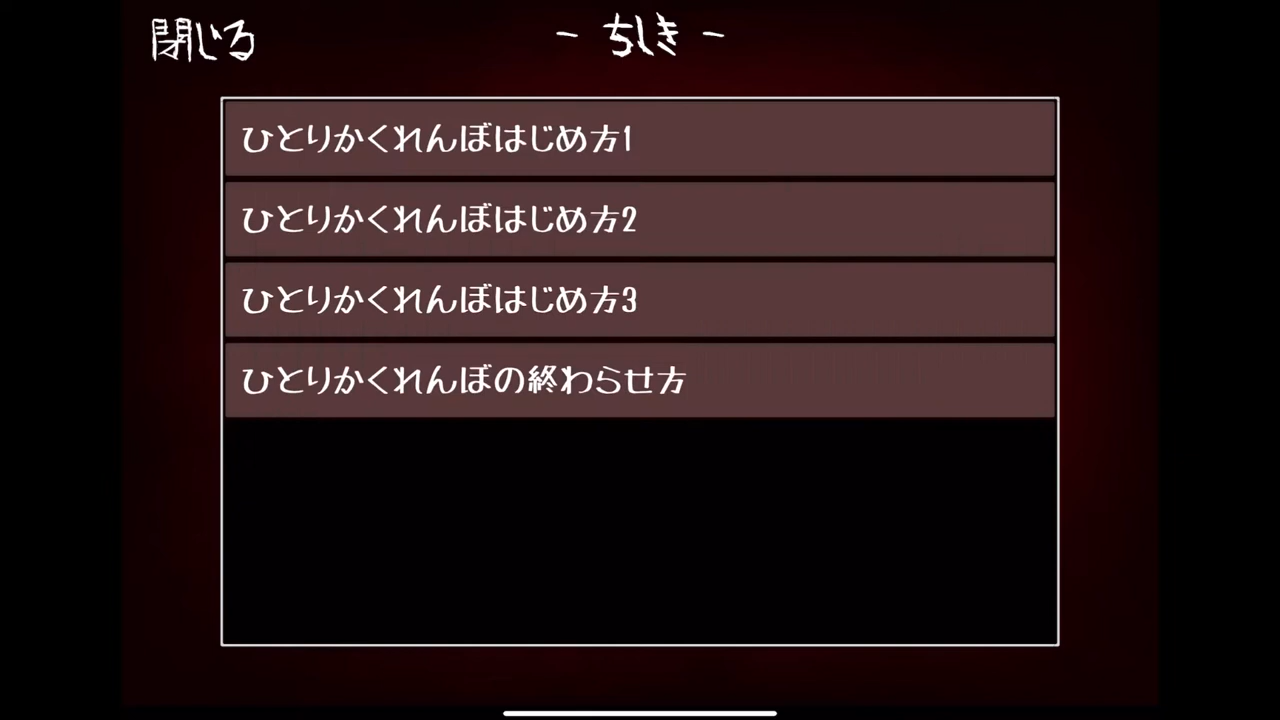 閉じる
- ちしき -
ひとりかくれんぼはじめ方1
ひとりかくれんぼはじめ方2
ひとりかくれんぼはじめ方3
ひとりかくれんぼの終わらせ方